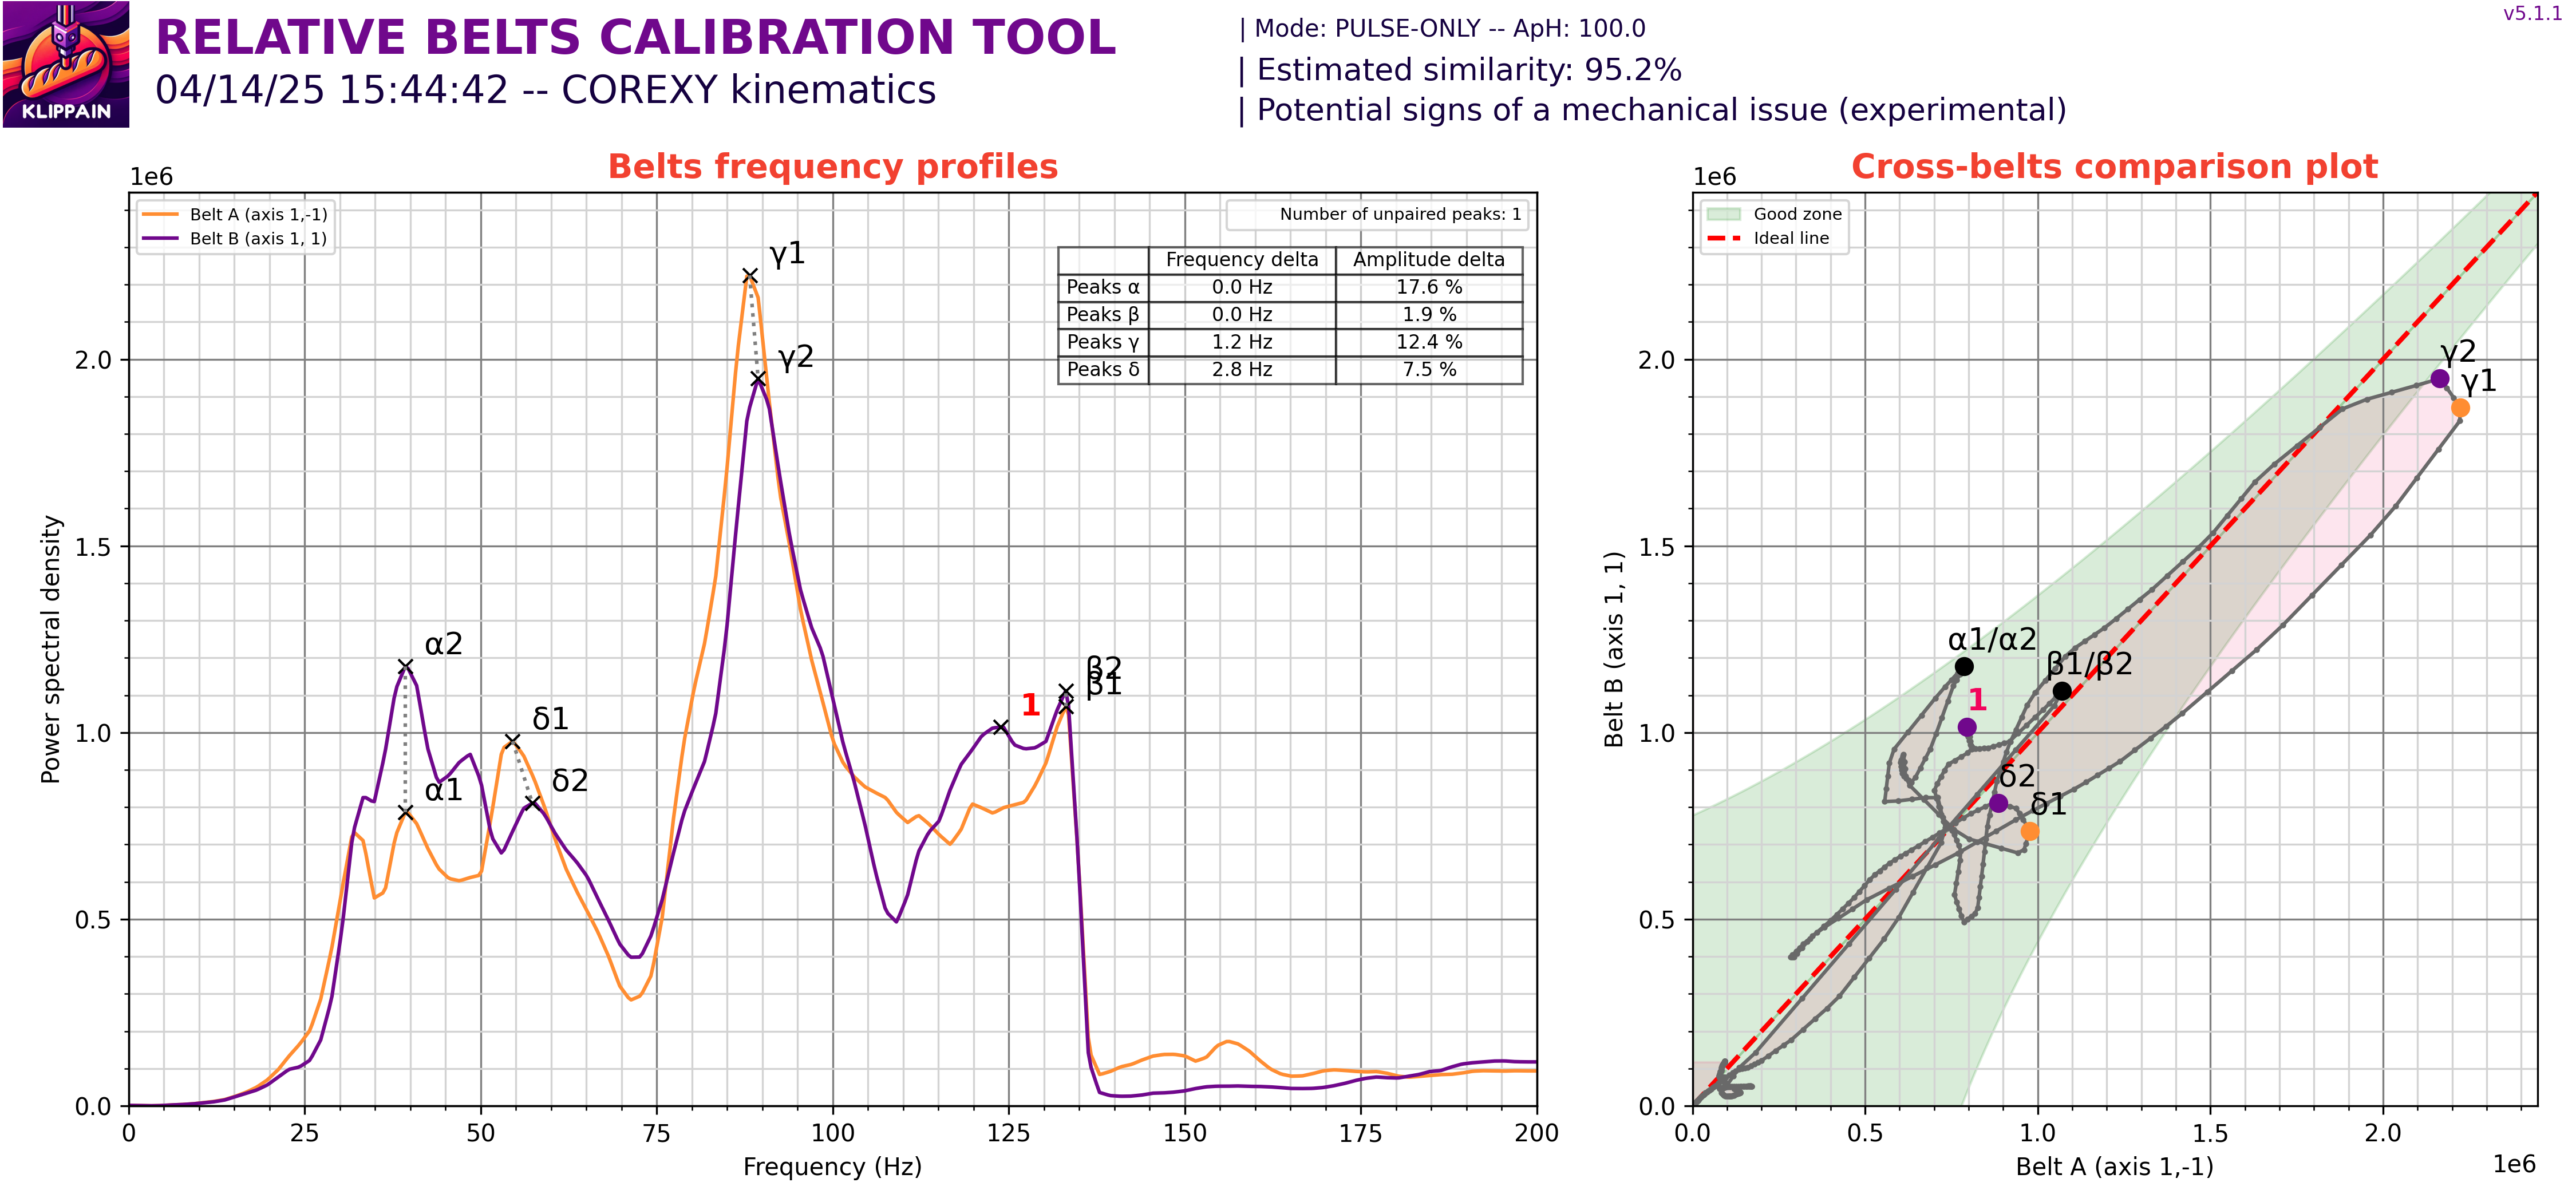 v5.1.1
KLIPPAIN
RELATIVE BELTS CALIBRATION TOOL
04/14/25 15:44:42 -- COREXY kinematics
| Mode: PULSE-ONLY -- ApH: 100.0
| Estimated similarity: 95.2%
| Potential signs of a mechanical issue (experimental)
Belts frequency profiles
1e6
Belt A (axis 1,-1)
Belt B (axis 1, 1)
Number of unpaired peaks: 1
Frequency delta Amplitude delta
Peaks α 0.0 Hz 17.6 %
Peaks β 0.0 Hz 1.9 %
Peaks γ 1.2 Hz 12.4 %
Peaks δ 2.8 Hz 7.5 %
γ1
γ2
α2
α1
δ1
δ2
1
β2
β1
2.0
1.5
1.0
0.5
0.0
Power spectral density
0 25 50 75 100 125 150 175 200
Frequency (Hz)
Cross-belts comparison plot
1e6
Good zone
Ideal line
γ2
γ1
α1/α2
β1/β2
1
δ2
δ1
2.0
1.5
1.0
0.5
0.0
Belt B (axis 1, 1)
0.0 0.5 1.0 1.5 2.0
Belt A (axis 1,-1)
1e6